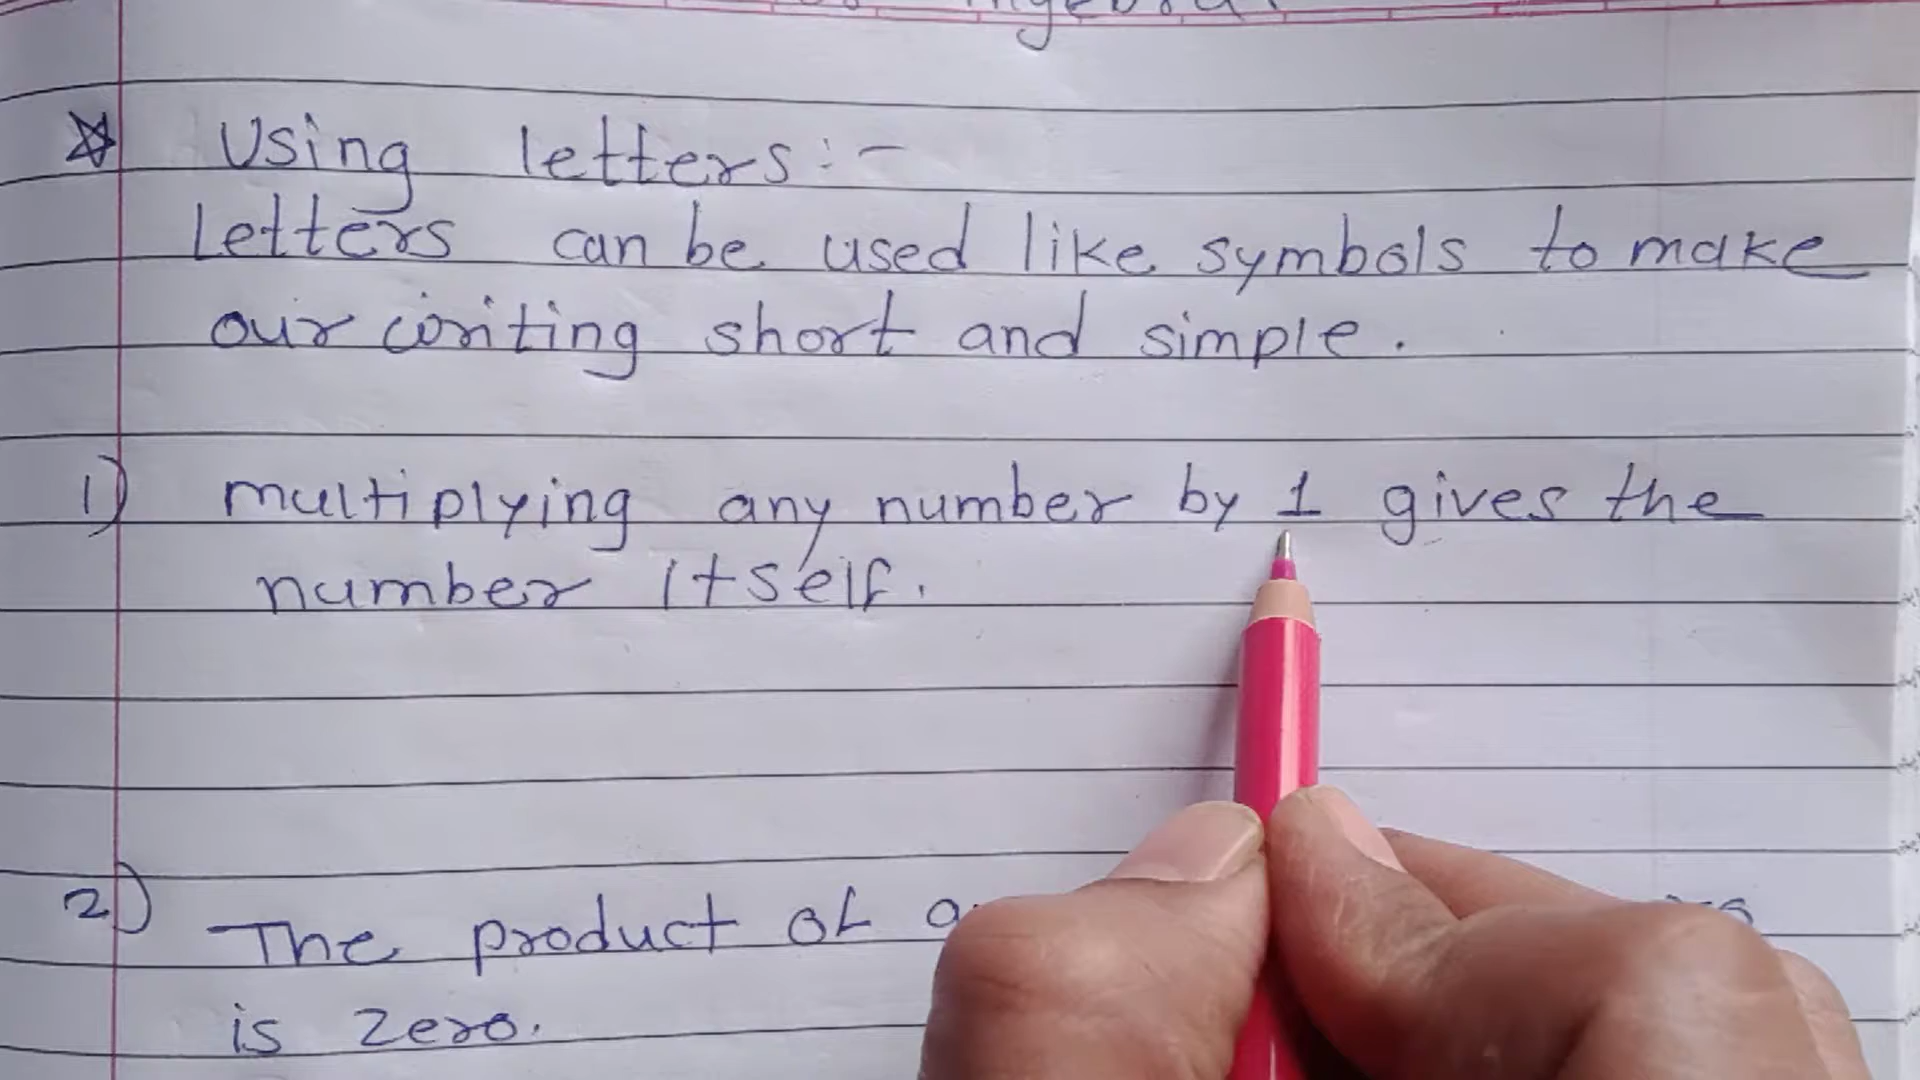 Algebra.
* Using letters:-
Letters can be used like symbols to make
our writing short and simple.
1) multiplying any number by 1 gives the
number itself.
2) The product of
is zero.